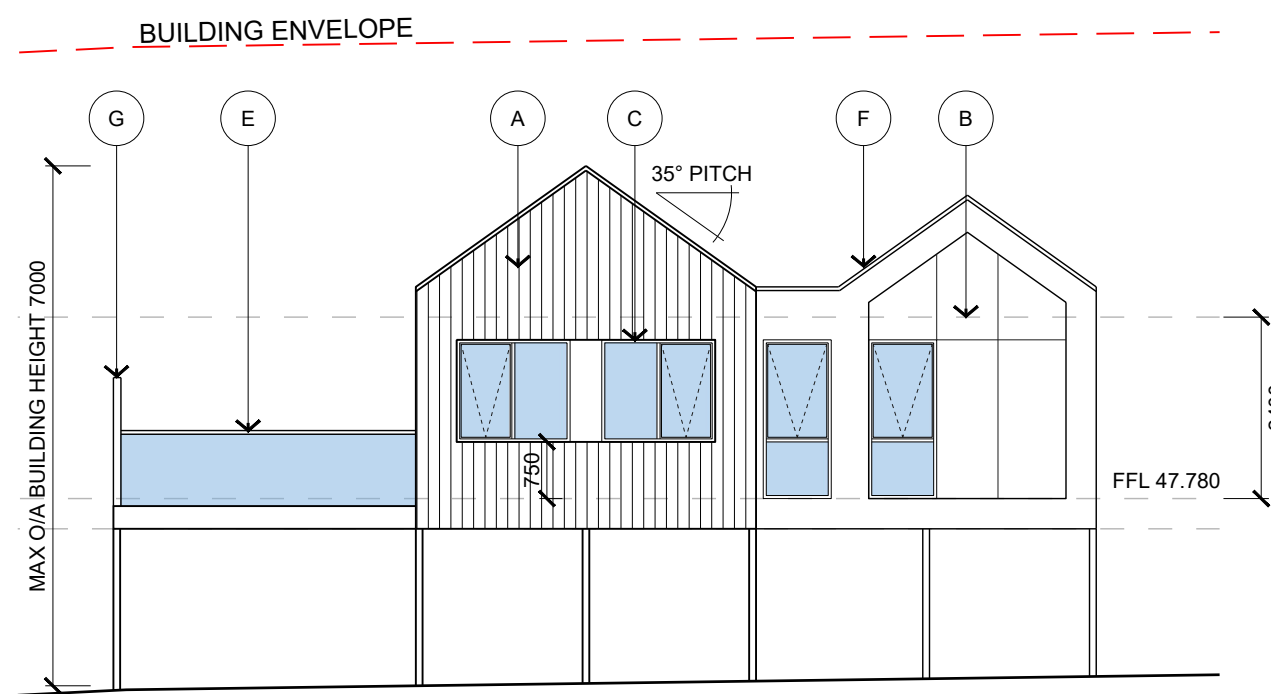 BUILDING ENVELOPE
G
E
A
C
F
B
35° PITCH
MAX O/A BUILDING HEIGHT 7000
750
FFL 47.780